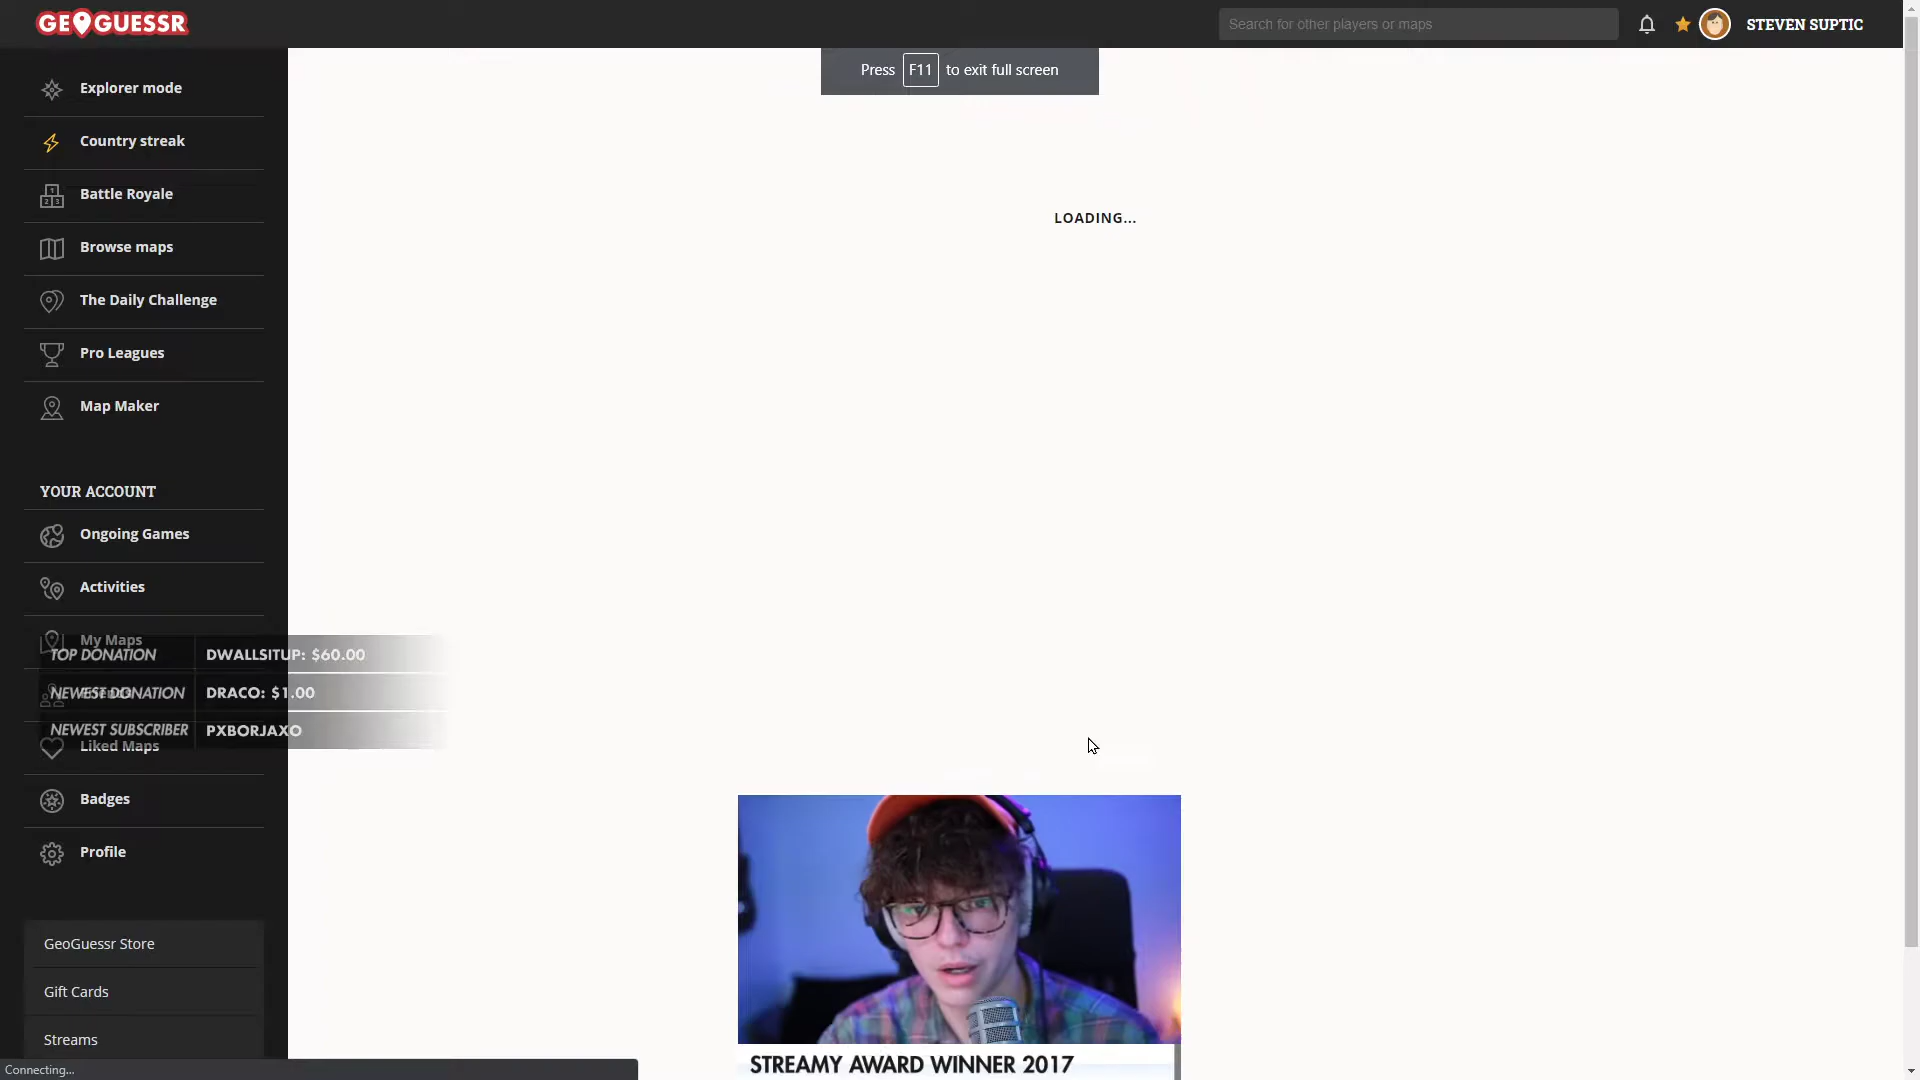 GEOGUESSR
Search for other players or maps
STEVEN SUPTIC
Press F11 to exit full screen
Explorer mode
Country streak
Battle Royale
Browse maps
The Daily Challenge
Pro Leagues
Map Maker
LOADING...
YOUR ACCOUNT
Ongoing Games
Activities
My Maps
TOP DONATION DWALLSITUP: $60.00
Friends
NEWEST DONATION DRACO: $1.00
NEWEST SUBSCRIBER PXBORJAXO
Liked Maps
Badges
Profile
GeoGuessr Store
Gift Cards
Streams
STREAMY AWARD WINNER 2017
Connecting...